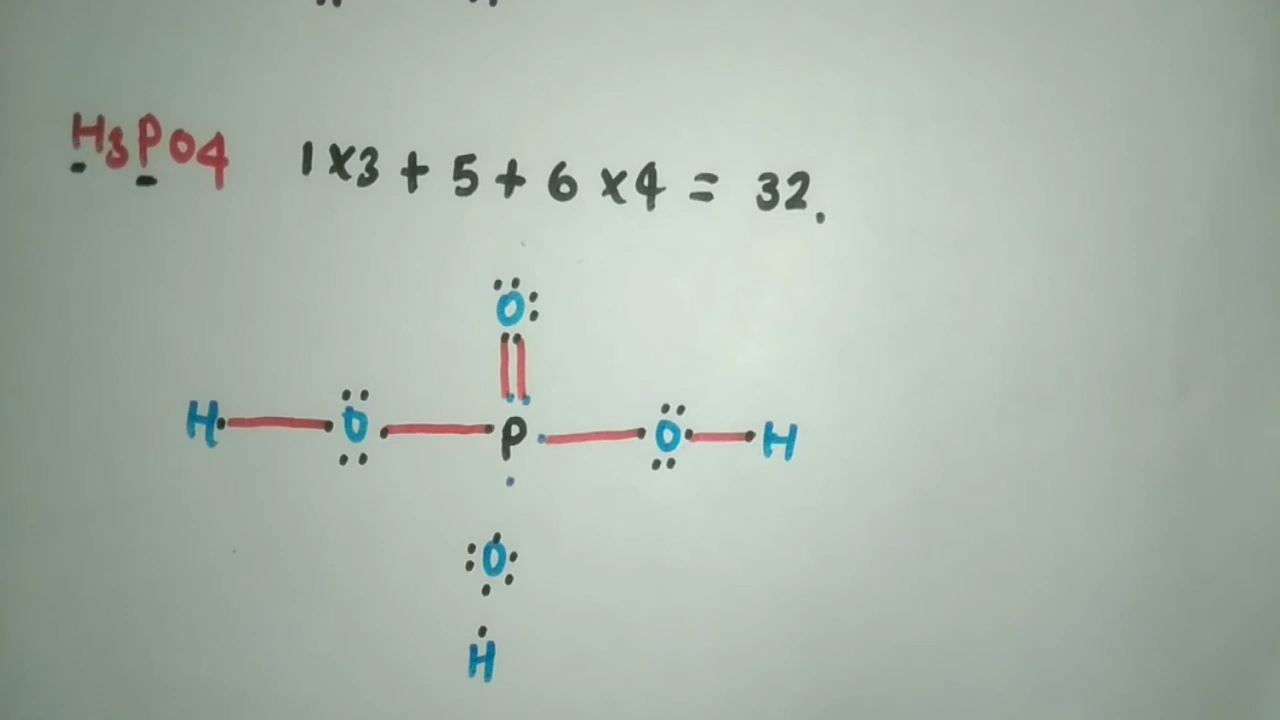 H3PO4 1x3 + 5 + 6 x4 = 32.
O
H O P O H
O
H